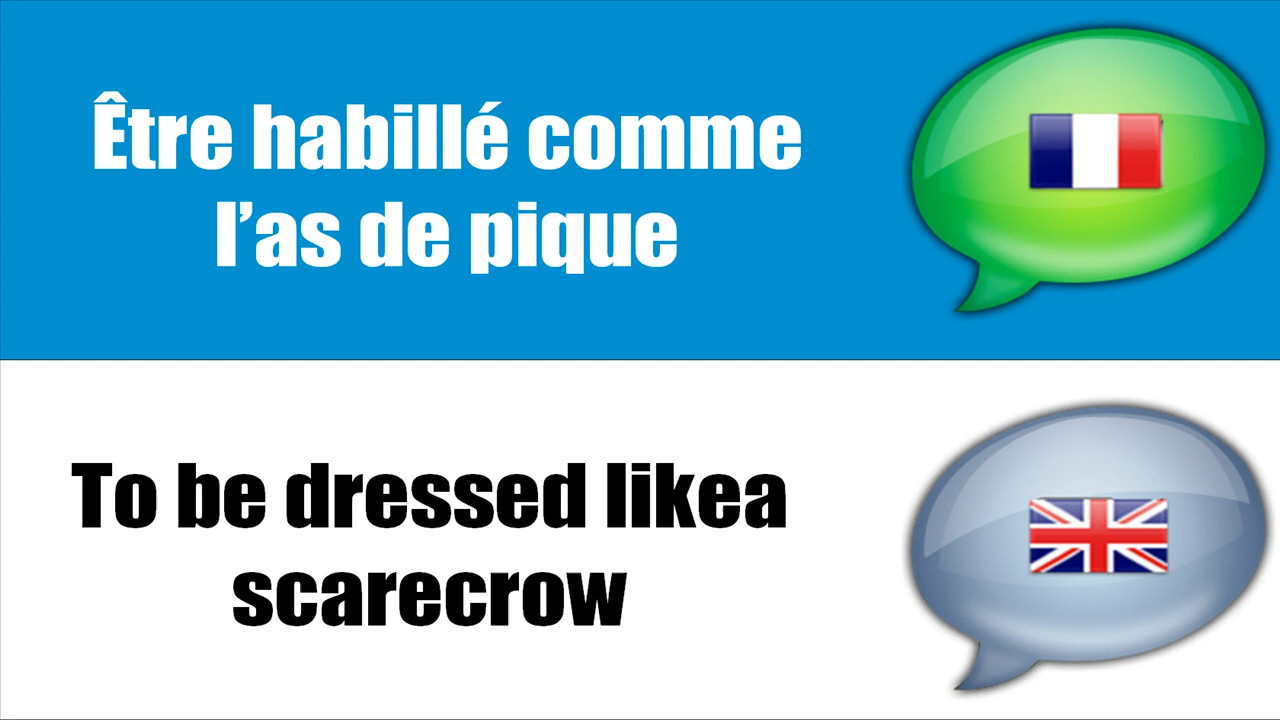 Être habillé comme
l’as de pique
To be dressed likea
scarecrow